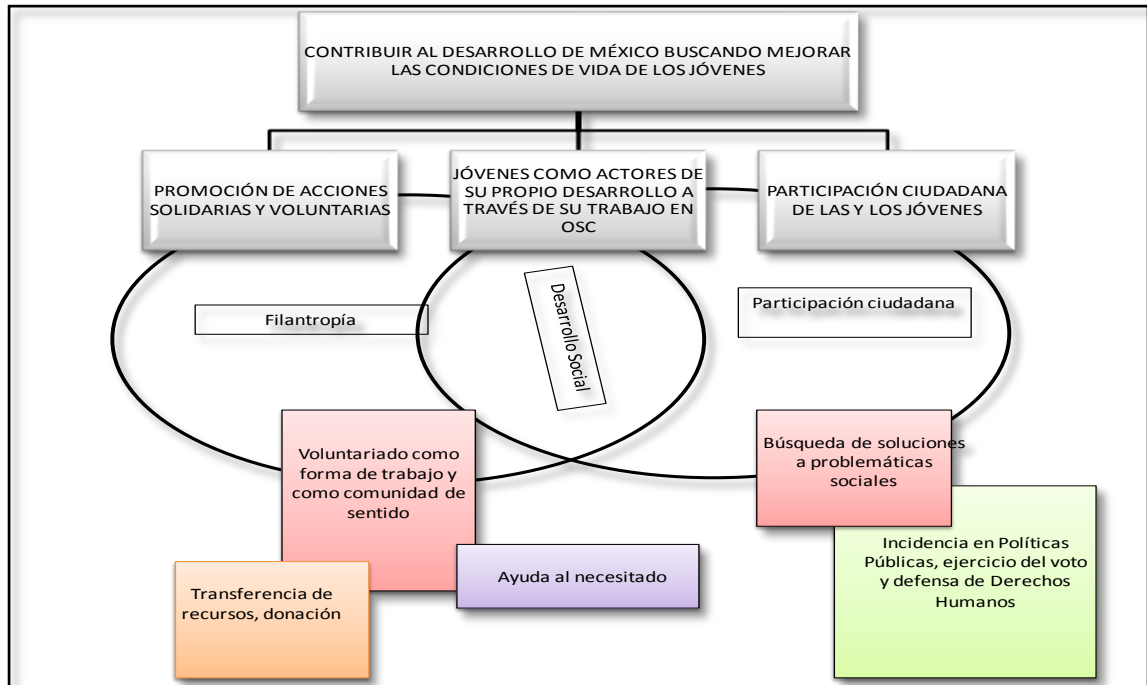 CONTRIBUIR AL DESARROLLO DE MÉXICO BUSCANDO MEJORAR
LAS CONDICIONES DE VIDA DE LOS JÓVENES
PROMOCIÓN DE ACCIONES
SOLIDARIAS Y VOLUNTARIAS
JÓVENES COMO ACTORES DE
SU PROPIO DESARROLLO A
TRAVÉS DE SU TRABAJO EN
OSC
PARTICIPACIÓN CIUDADANA
DE LAS Y LOS JÓVENES
Filantropía
Desarrollo Social
Participación ciudadana
Voluntariado como
forma de trabajo y
como comunidad de
sentido
Búsqueda de soluciones
a problemáticas
sociales
Transferencia de
recursos, donación
Ayuda al necesitado
Incidencia en Políticas
Públicas, ejercicio del voto
y defensa de Derechos
Humanos